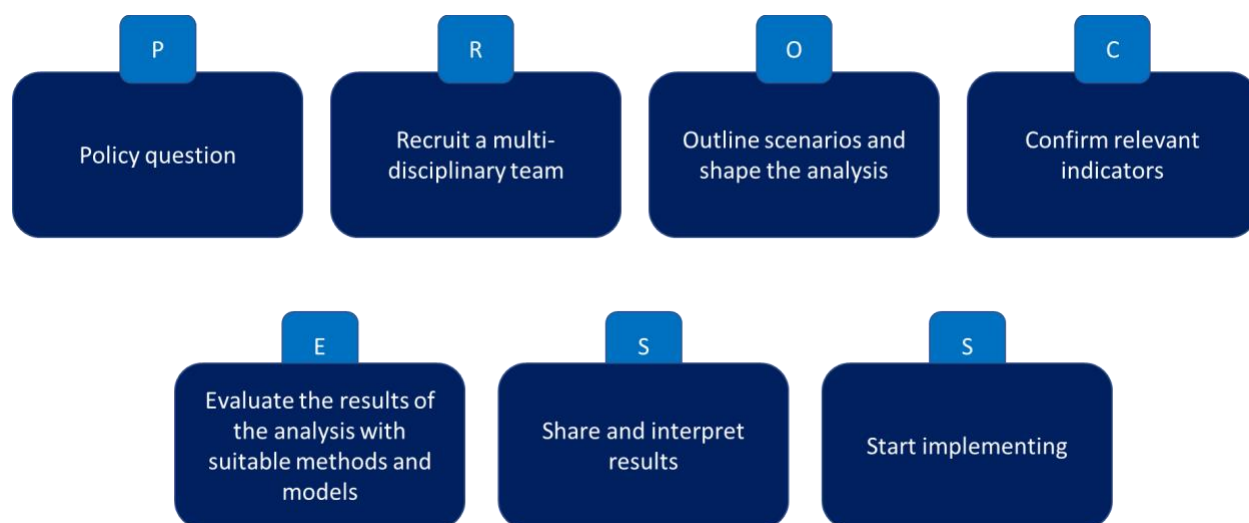 P
Policy question
R
Recruit a multi-
disciplinary team
O
Outline scenarios and
shape the analysis
C
Confirm relevant
indicators
E
Evaluate the results of
the analysis with
suitable methods and
models
S
Share and interpret
results
S
Start implementing